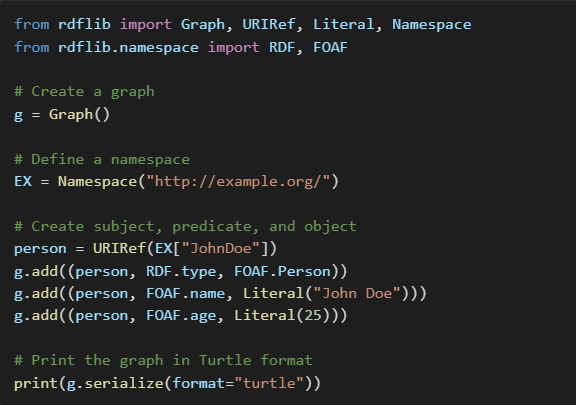 from rdflib import Graph, URIRef, Literal, Namespace
from rdflib.namespace import RDF, FOAF
# Create a graph
g = Graph()
# Define a namespace
EX = Namespace("http://example.org/")
# Create subject, predicate, and object
person = URIRef(EX["JohnDoe"])
g.add((person, RDF.type, FOAF.Person))
g.add((person, FOAF.name, Literal("John Doe")))
g.add((person, FOAF.age, Literal(25)))
# Print the graph in Turtle format
print(g.serialize(format="turtle"))